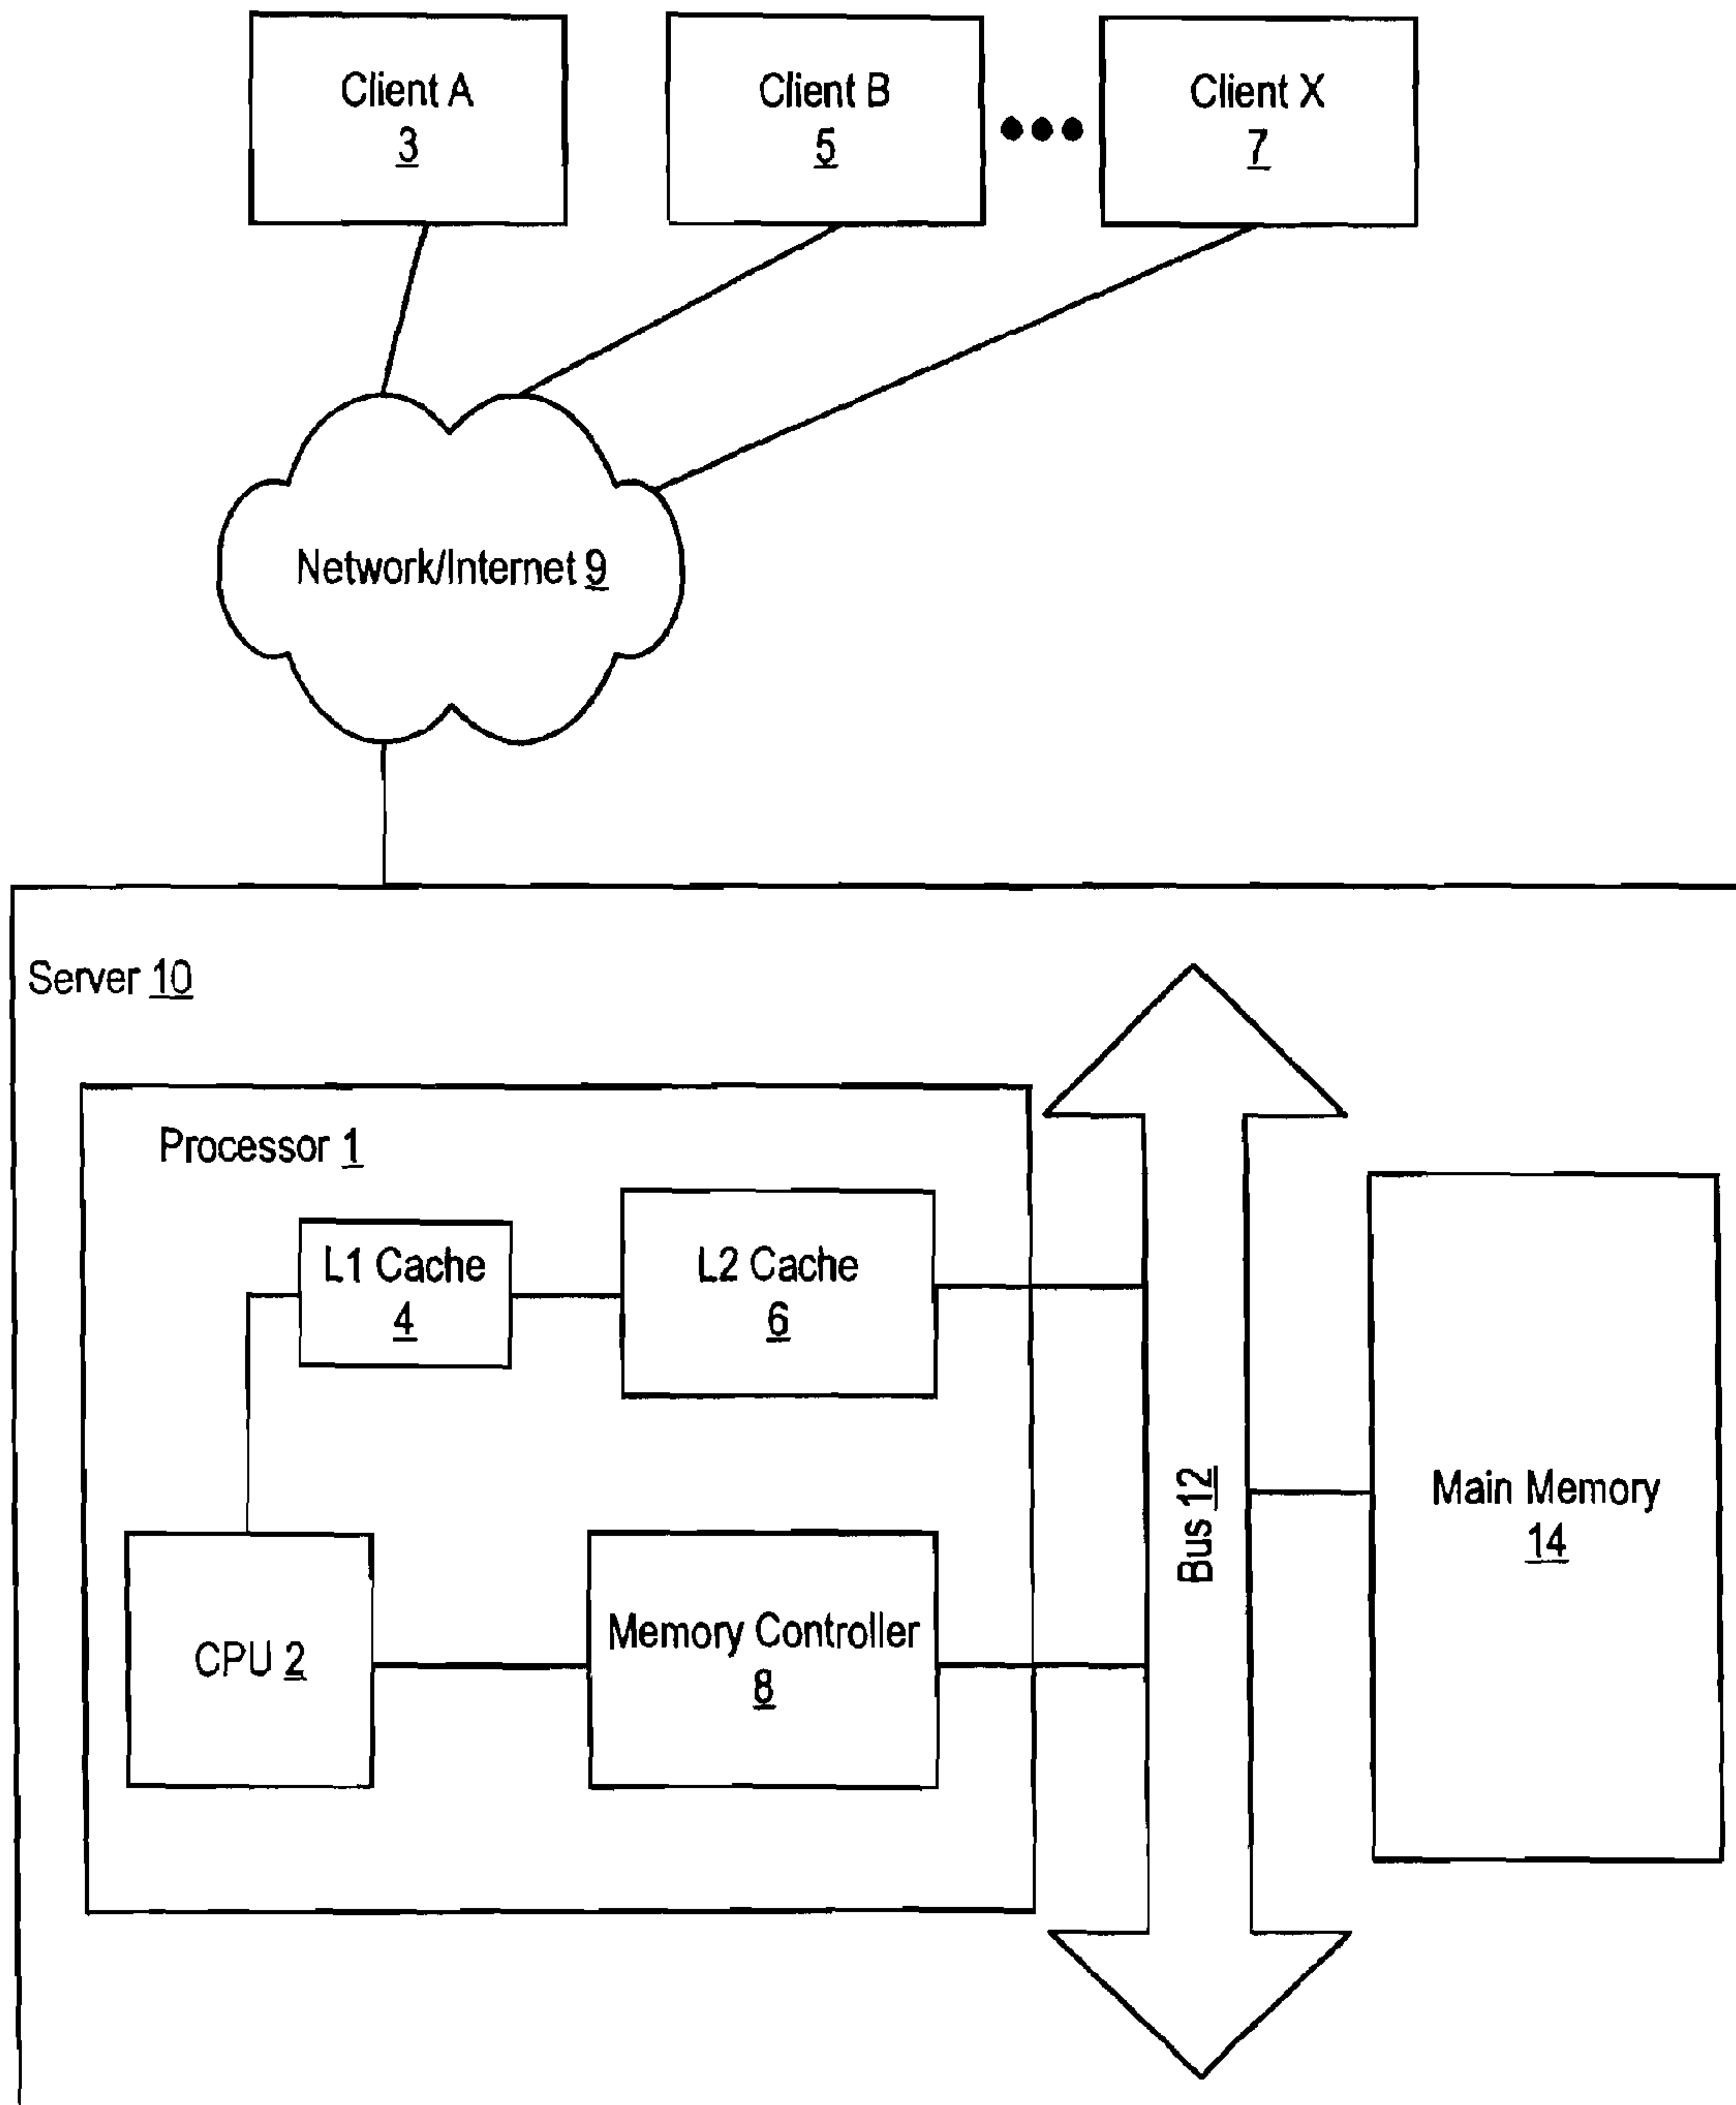 Client A
3
Client B
5
Client X
7
Network/Internet 9
Server 10
Processor 1
L1 Cache
4
L2 Cache
6
CPU 2
Memory Controller
8
Bus 12
Main Memory
14